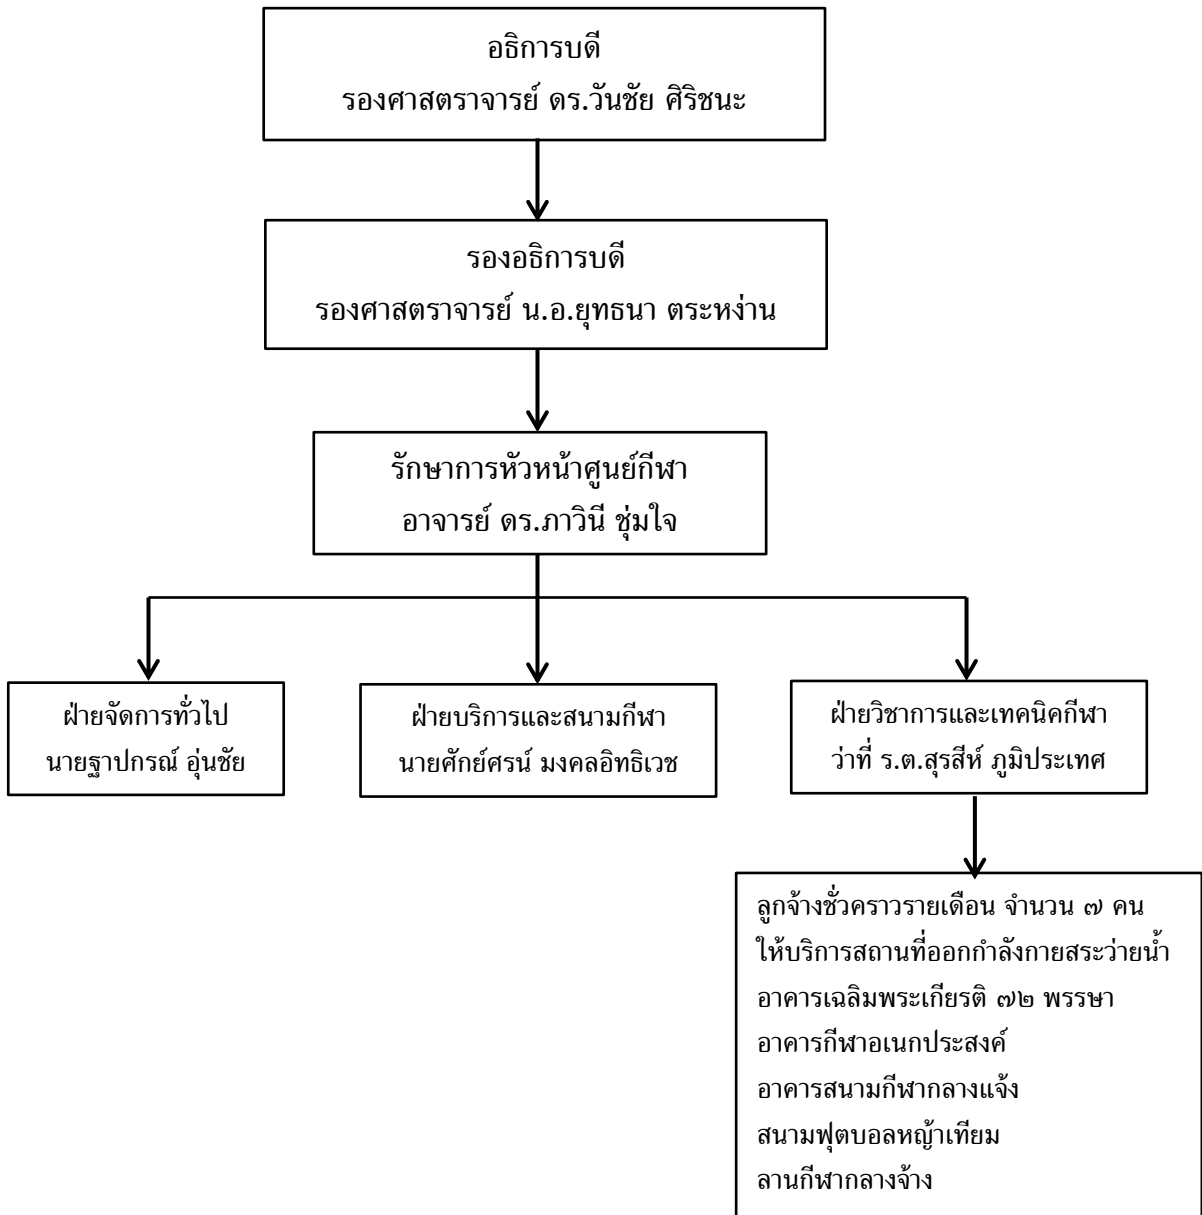 อธิการบดี
รองศาสตราจารย์ ดร.วันชัย ศิริชนะ
รองอธิการบดี
รองศาสตราจารย์ น.อ.ยุทธนา ตระหง่าน
รักษาการหัวหน้าศูนย์กีฬา
อาจารย์ ดร.ภาวินี ชุ่มใจ
ฝ่ายจัดการทั่วไป
นายฐาปกรณ์ อุ่นชัย
ฝ่ายบริการและสนามกีฬา
นายศักย์ศรน์ มงคลอิทธิเวช
ฝ่ายวิชาการและเทคนิคกีฬา
ว่าที่ ร.ต.สุรสีห์ ภูมิประเทศ
ลูกจ้างชั่วคราวรายเดือน จำนวน ๗ คน
ให้บริการสถานที่ออกกำลังกายสระว่ายน้ำ
อาคารเฉลิมพระเกียรติ ๗๒ พรรษา
อาคารกีฬาอเนกประสงค์
อาคารสนามกีฬากลางแจ้ง
สนามฟุตบอลหญ้าเทียม
ลานกีฬากลางจ้าง